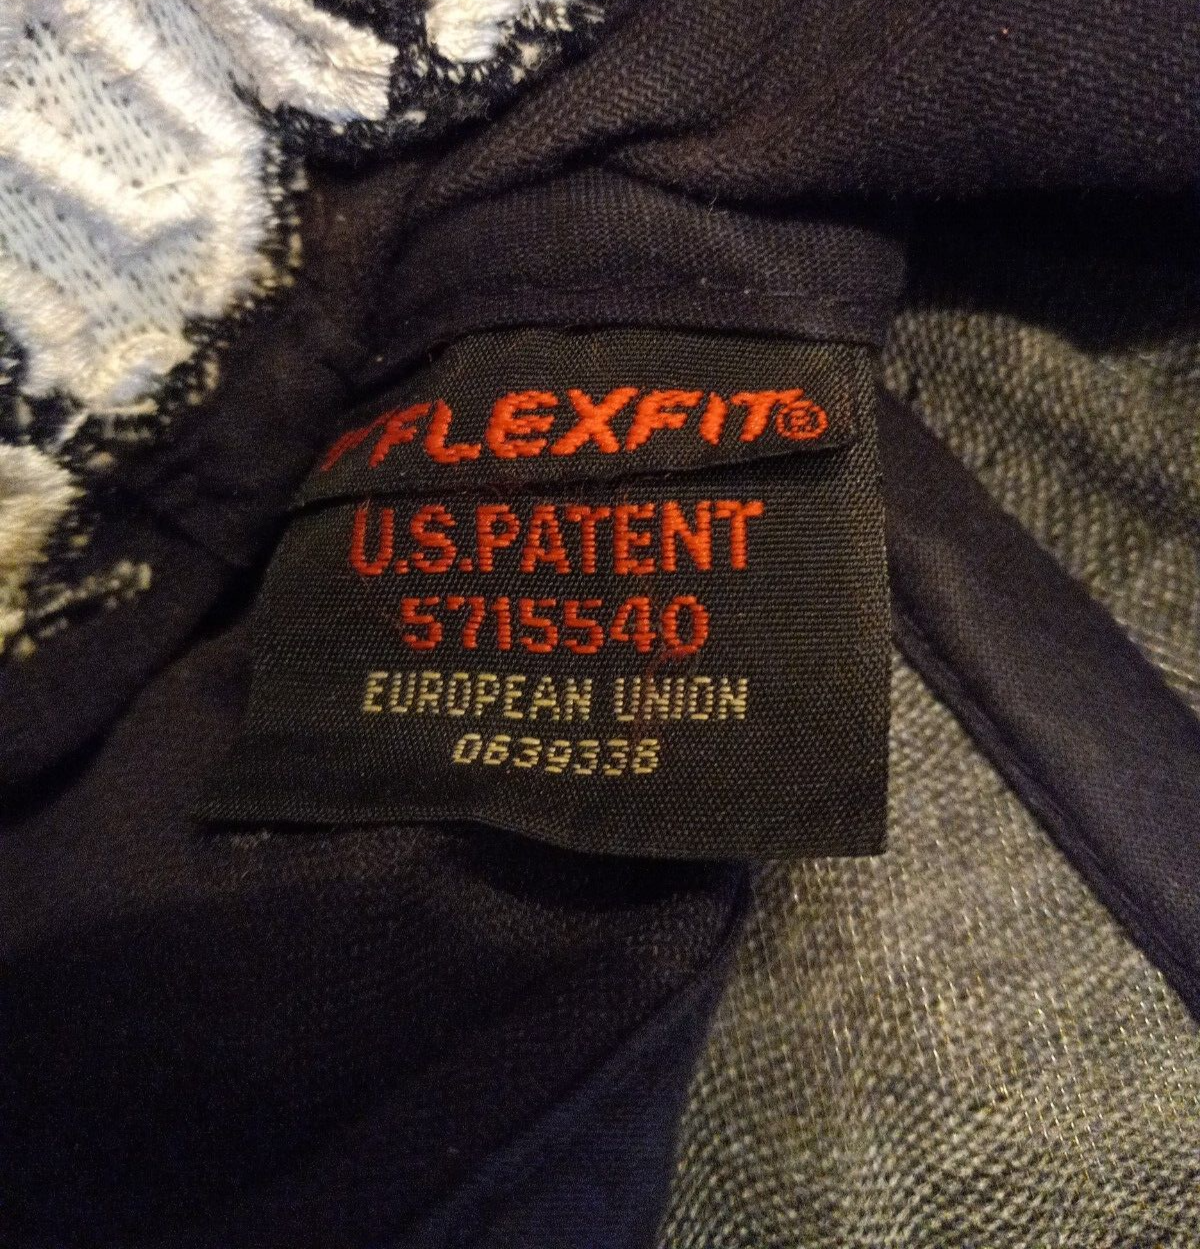 FLEXFIT®
U.S.PATENT
5715540
EUROPEAN UNION
0639338